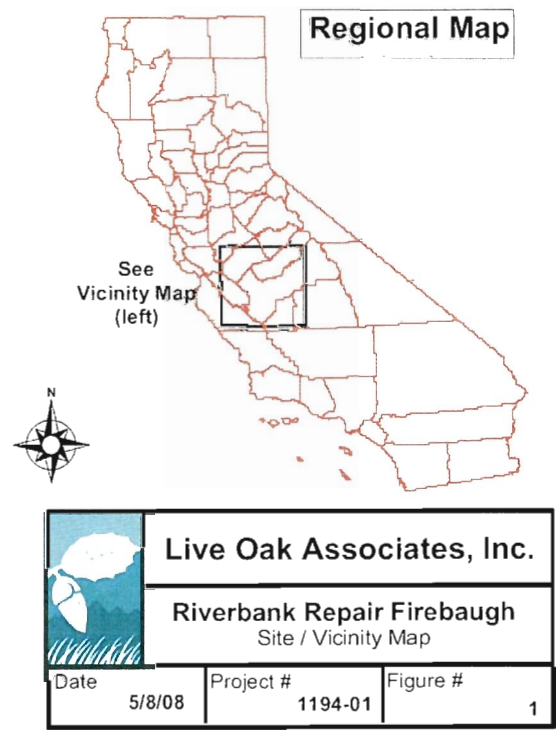 Regional Map
See
Vicinity Map
(left)
N
Live Oak Associates, Inc.
Riverbank Repair Firebaugh
Site / Vicinity Map
Date
5/8/08
Project #
1194-01
Figure #
1